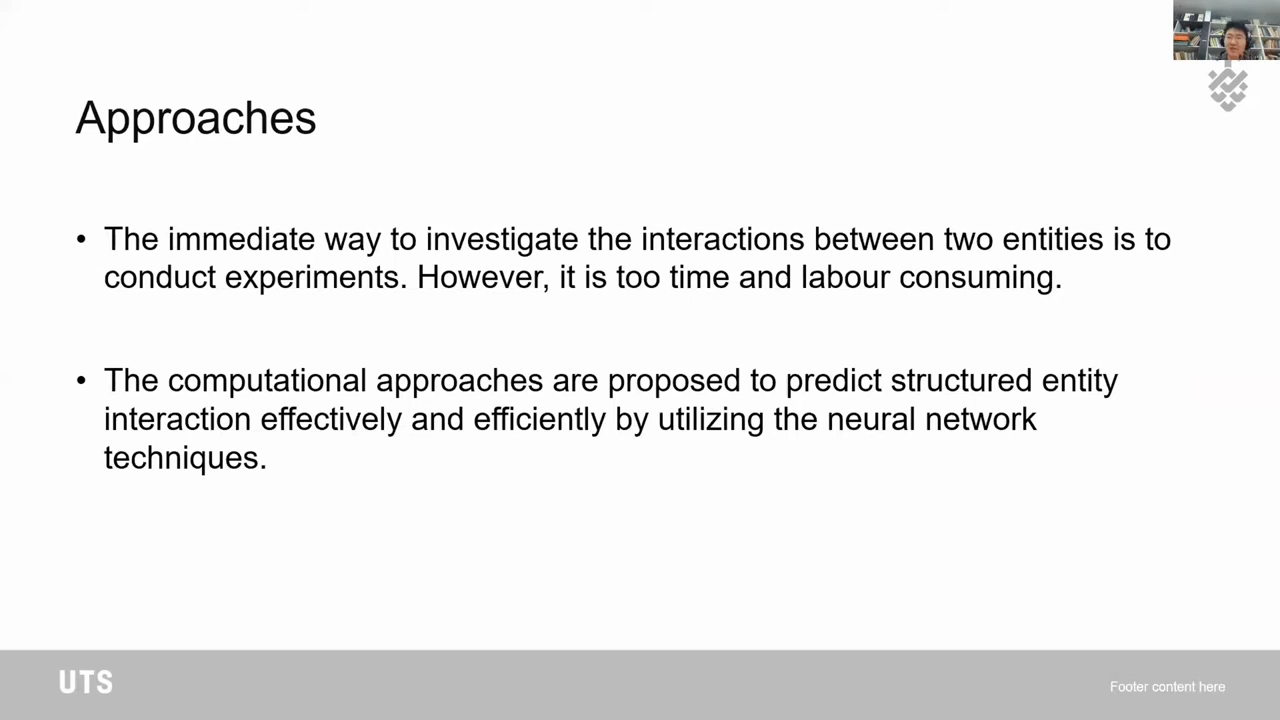 Approaches
• The immediate way to investigate the interactions between two entities is to
conduct experiments. However, it is too time and labour consuming.
• The computational approaches are proposed to predict structured entity
interaction effectively and efficiently by utilizing the neural network
techniques.
UTS
Footer content here